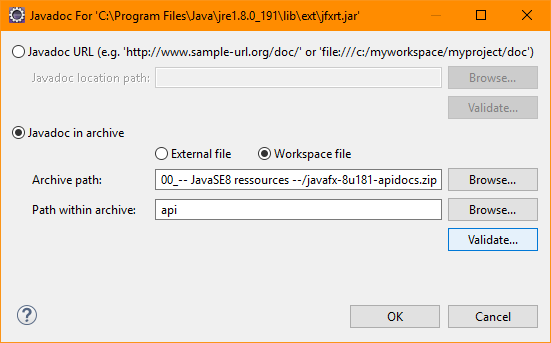 Javadoc For 'C:\Program Files\Java\jre1.8.0_191\lib\ext\jfxrt.jar'
Javadoc URL (e.g. 'http://www.sample-url.org/doc/' or 'file:///c:/myworkspace/myproject/doc')
Javadoc location path: Browse...
Validate...
Javadoc in archive
External file Workspace file
Archive path: 00_-- JavaSE8 ressources --/javafx-8u181-apidocs.zip Browse...
Path within archive: api Browse...
Validate...
? OK Cancel